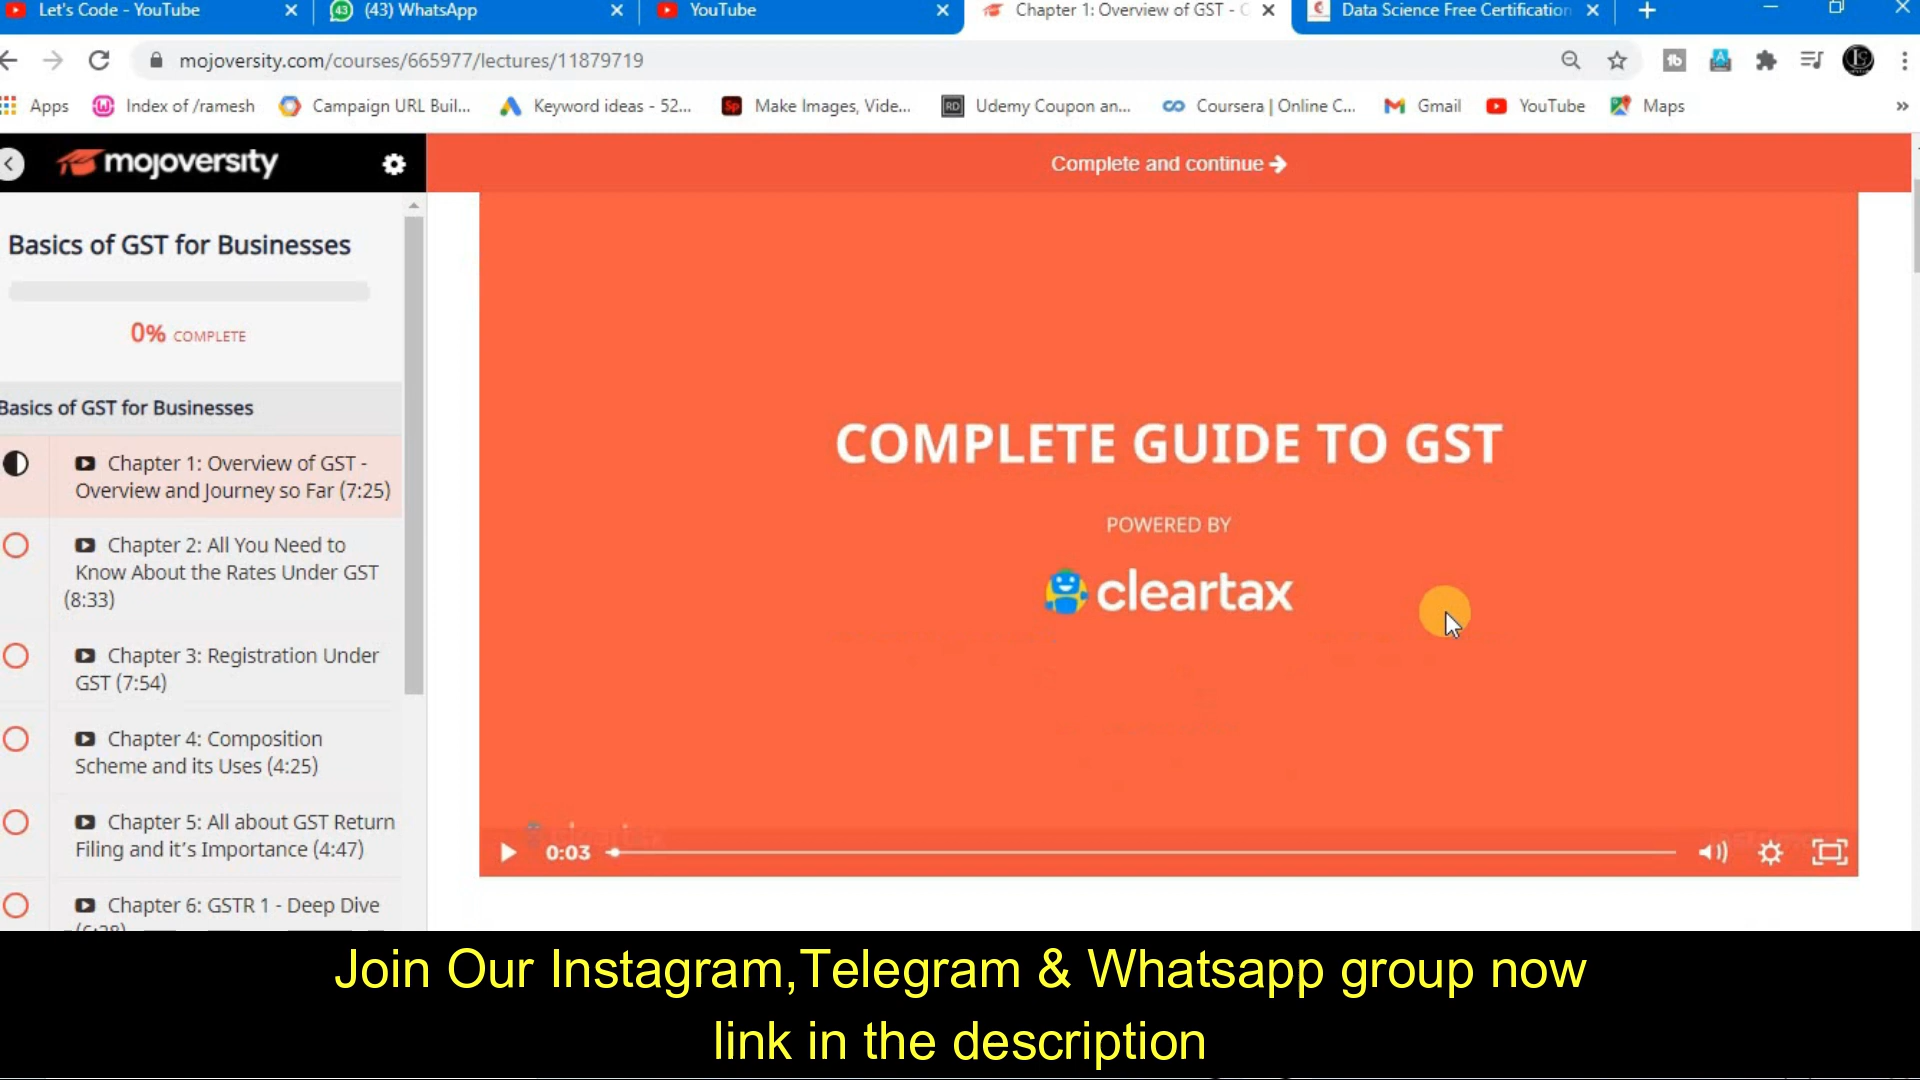 Let's Code - YouTube
(43) WhatsApp
YouTube
Chapter 1: Overview of GST -
Data Science Free Certification
mojoversity.com/courses/665977/lectures/11879719
Apps
Index of /ramesh
Campaign URL Buil...
Keyword ideas - 52...
Make Images, Vide...
Udemy Coupon an...
Coursera | Online C...
Gmail
YouTube
Maps
mojoversity
Complete and continue
Basics of GST for Businesses
0% COMPLETE
Basics of GST for Businesses
Chapter 1: Overview of GST -
Overview and Journey so Far (7:25)
Chapter 2: All You Need to
Know About the Rates Under GST
(8:33)
Chapter 3: Registration Under
GST (7:54)
Chapter 4: Composition
Scheme and its Uses (4:25)
Chapter 5: All about GST Return
Filing and it's Importance (4:47)
Chapter 6: GSTR 1 - Deep Dive
COMPLETE GUIDE TO GST
POWERED BY
cleartax
0:03
Join Our Instagram,Telegram & Whatsapp group now
link in the description